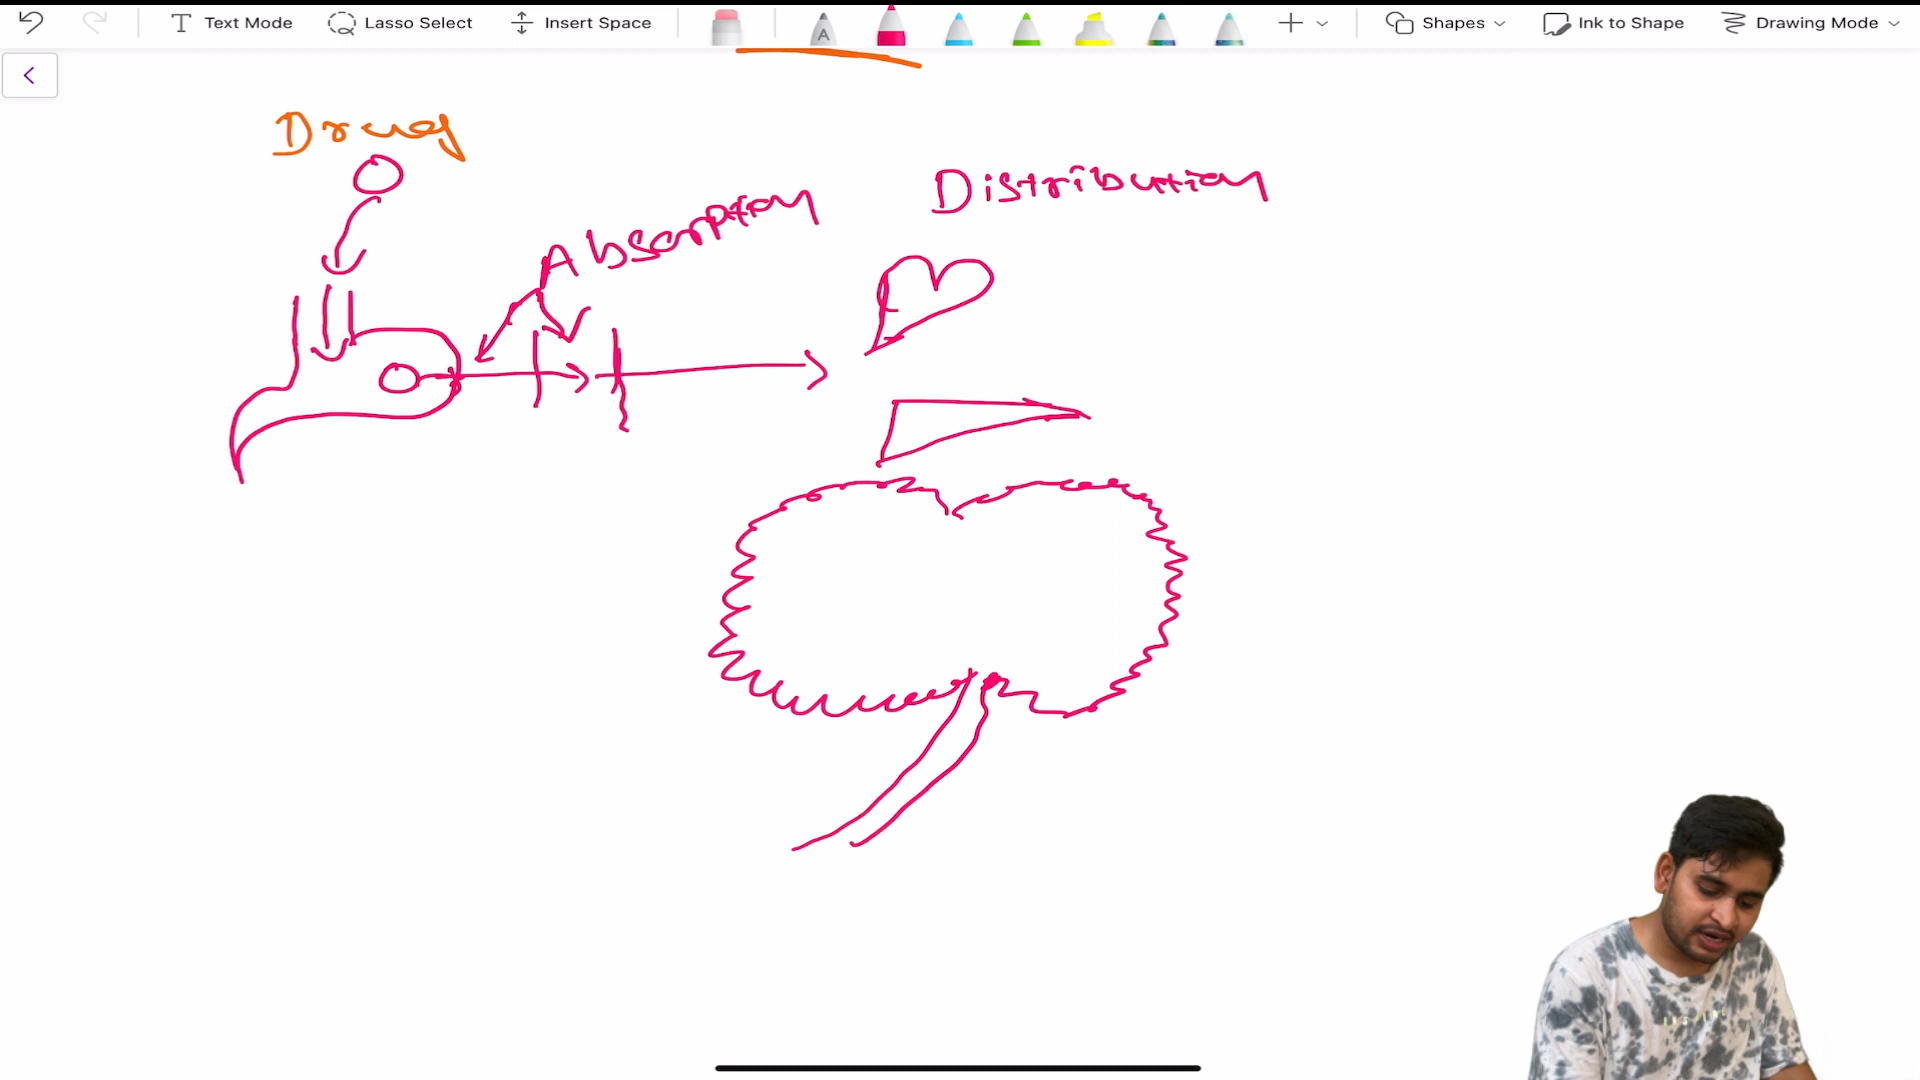 Text Mode Lasso Select Insert Space A Shapes Ink to Shape Drawing Mode
Drug
Absorption
Distribution